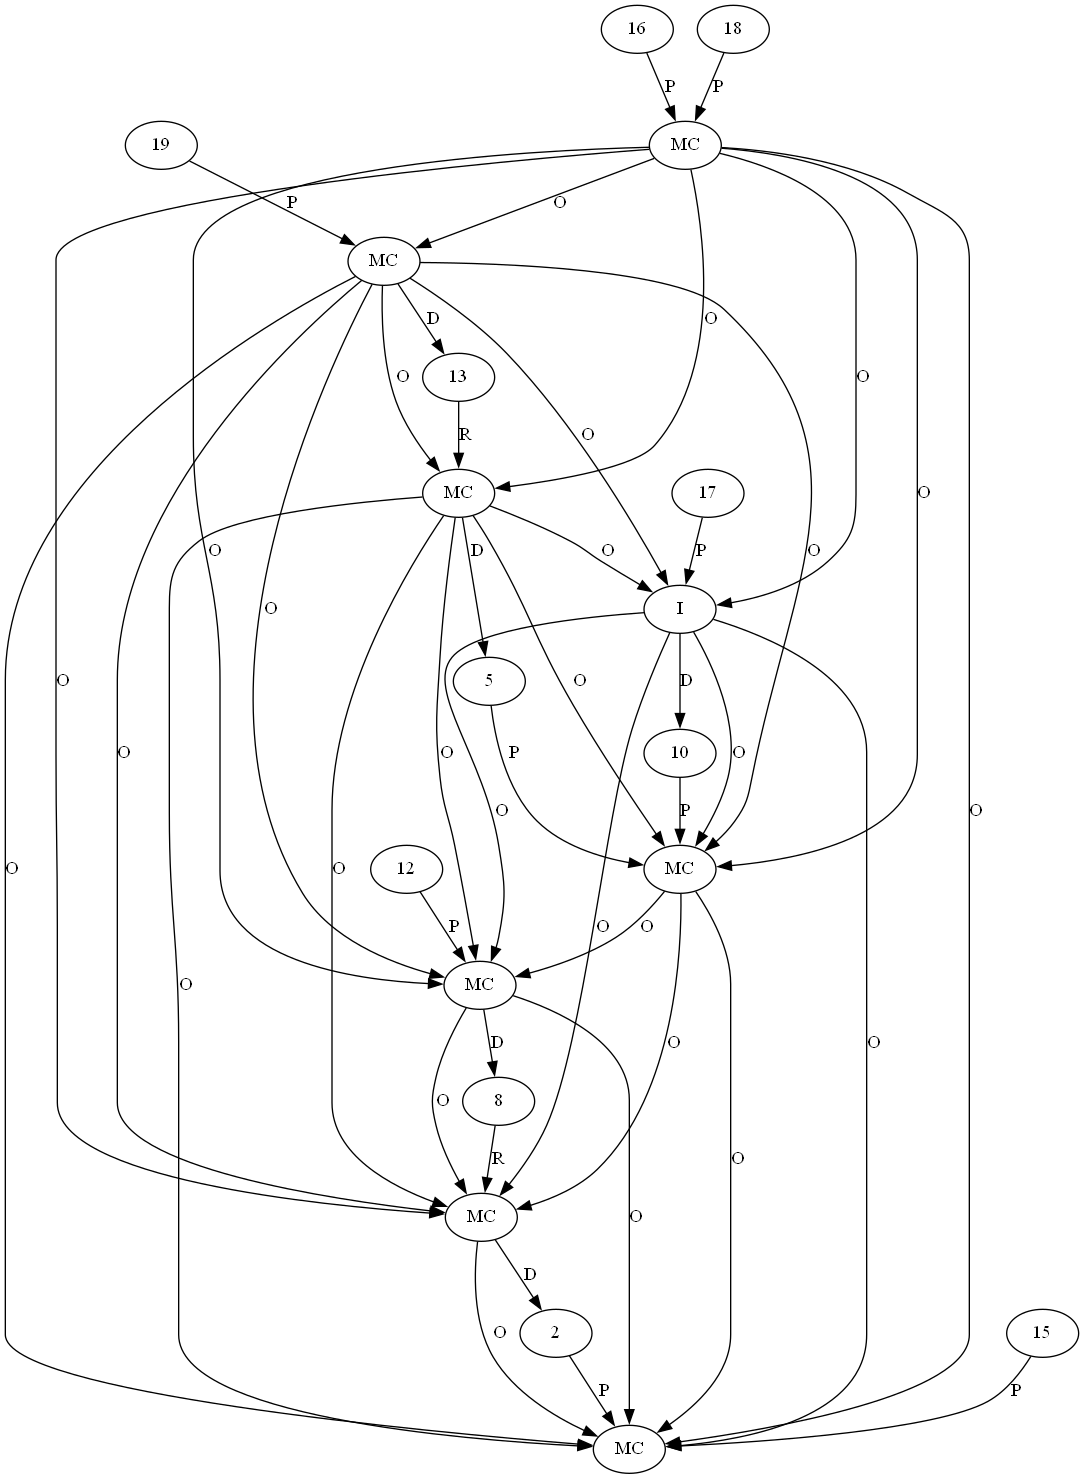 16 18
P P
19 MC
P O
MC
O D
13
O O
R O
O
MC 17
O D O P O
O O I
O 5 O D
O O O P 10 O
O O P O
O 12 O MC
P O O
O MC
D O O
O 8
R O
MC O
D
O 2 15
P P
MC